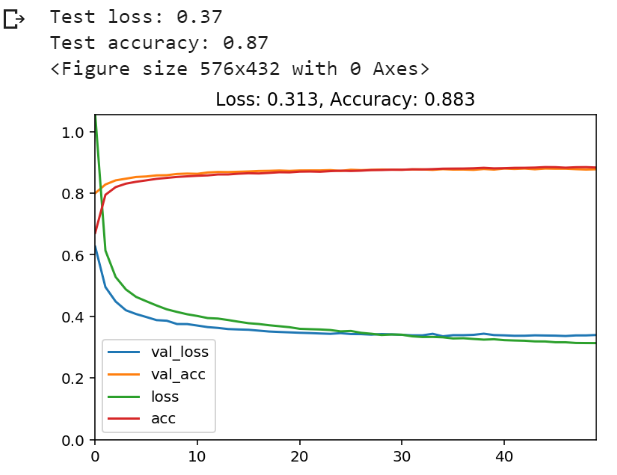 Test loss: 0.37
Test accuracy: 0.87
<Figure size 576x432 with 0 Axes>
Loss: 0.313, Accuracy: 0.883
1.0
0.8
0.6
0.4
0.2
0.0
val_loss
val_acc
loss
acc
0 10 20 30 40